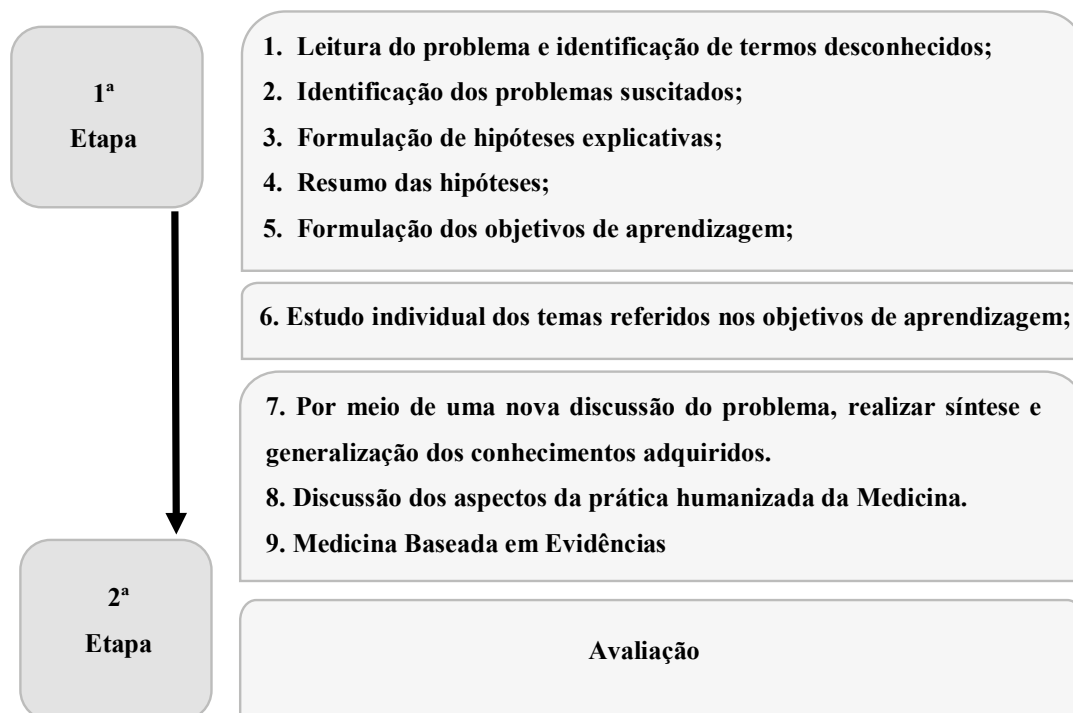 1ª
Etapa
1. Leitura do problema e identificação de termos desconhecidos;
2. Identificação dos problemas suscitados;
3. Formulação de hipóteses explicativas;
4. Resumo das hipóteses;
5. Formulação dos objetivos de aprendizagem;
6. Estudo individual dos temas referidos nos objetivos de aprendizagem;
7. Por meio de uma nova discussão do problema, realizar síntese e
generalização dos conhecimentos adquiridos.
8. Discussão dos aspectos da prática humanizada da Medicina.
9. Medicina Baseada em Evidências
2ª
Etapa
Avaliação